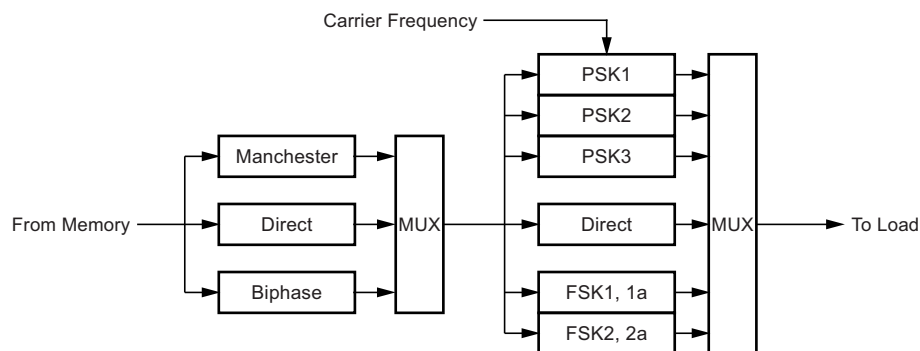 Carrier Frequency
PSK1
PSK2
PSK3
Manchester
From Memory
Direct
MUX
Direct
MUX
To Load
Biphase
FSK1, 1a
FSK2, 2a